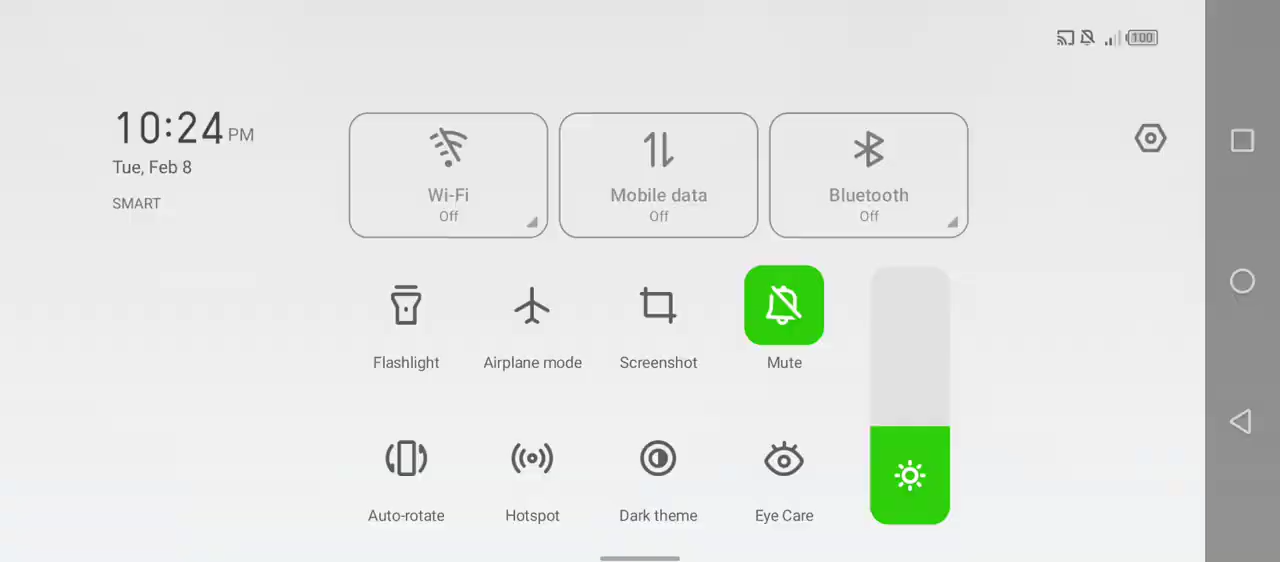 100
10:24 PM
Tue, Feb 8
SMART
Wi-Fi
Off
Mobile data
Off
Bluetooth
Off
Flashlight
Airplane mode
Screenshot
Mute
Auto-rotate
Hotspot
Dark theme
Eye Care